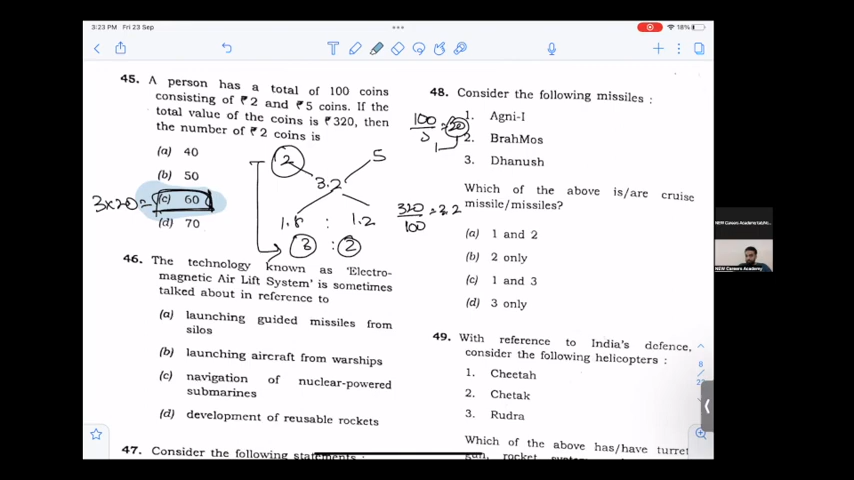 3:23 PM Fri 23 Sep
18%
45. A person has a total of 100 coins
consisting of ₹ 2 and ₹ 5 coins. If the
total value of the coins is ₹ 320, then
the number of ₹ 2 coins is
(a) 40
(b) 50
(c) 60
(d) 70
3×20=
2 5
3.2
1.8 : 1.2
3 : 2
46. The technology known as 'Electro-
magnetic Air Lift System' is sometimes
talked about in reference to
(a) launching guided missiles from
silos
(b) launching aircraft from warships
(c) navigation of nuclear-powered
submarines
(d) development of reusable rockets
47. Consider the following statements :
48. Consider the following missiles :
100/5 = 20
1
1. Agni-I
2. BrahMos
3. Dhanush
Which of the above is/are cruise
missile/missiles?
320/100 = 3.2
(a) 1 and 2
(b) 2 only
(c) 1 and 3
(d) 3 only
49. With reference to India's defence,
consider the following helicopters :
1. Cheetah
2. Chetak
3. Rudra
Which of the above has/have turret
gun, rocket
8
NEW Careers Academy